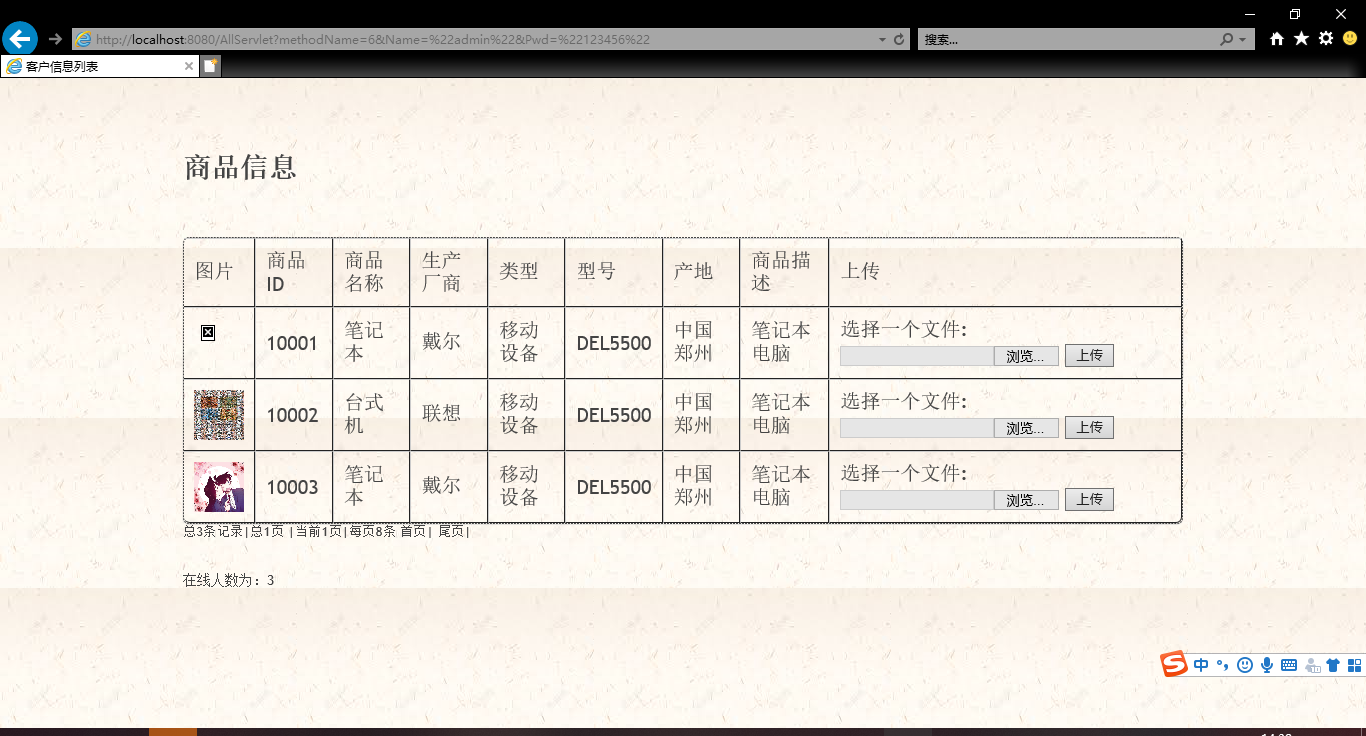 http://localhost:8080/AllServlet?methodName=6&Name=%22admin%22&Pwd=%22123456%22
搜索...
客户信息列表
商品信息
图片 商品ID 商品名称 生产厂商 类型 型号 产地 商品描述 上传
10001 笔记本 戴尔 移动设备 DEL5500 中国郑州 笔记本电脑 选择一个文件: 浏览... 上传
10002 台式机 联想 移动设备 DEL5500 中国郑州 笔记本电脑 选择一个文件: 浏览... 上传
10003 笔记本 戴尔 移动设备 DEL5500 中国郑州 笔记本电脑 选择一个文件: 浏览... 上传
总3条记录|总1页 |当前1页|每页8条 首页| 尾页|
在线人数为：3
中